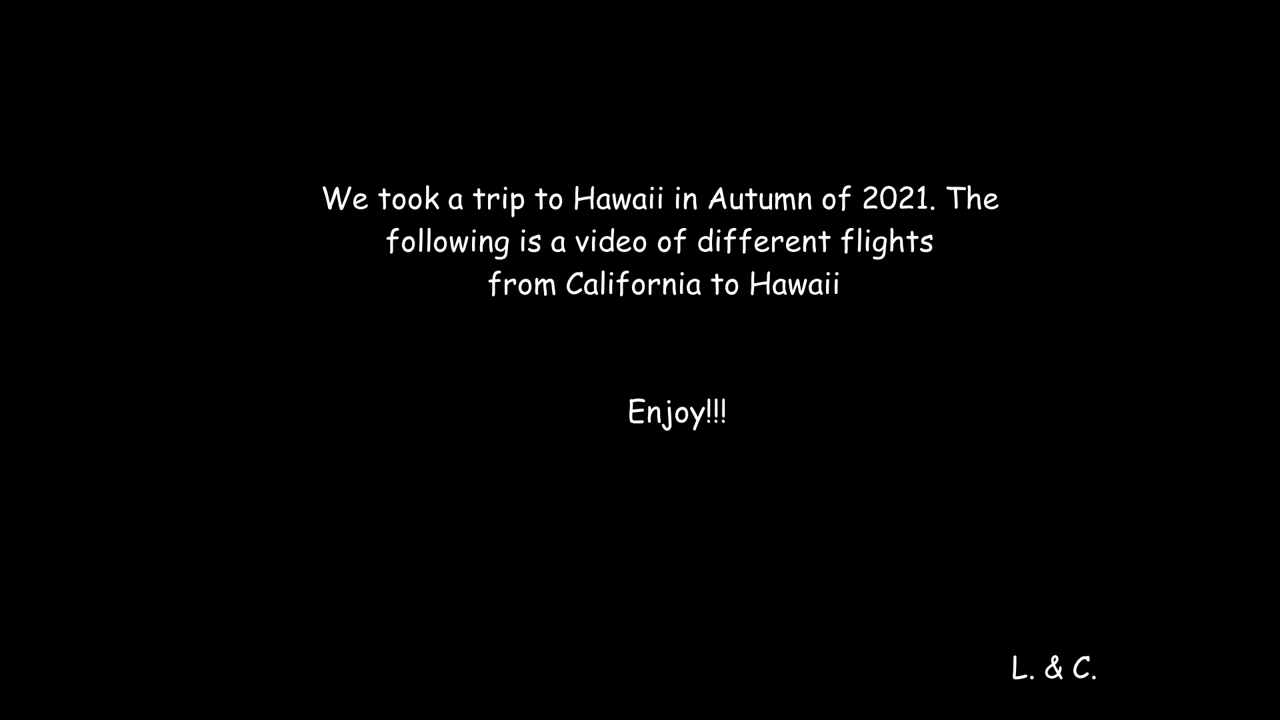 We took a trip to Hawaii in Autumn of 2021. The
following is a video of different flights
from California to Hawaii
Enjoy!!!
L. & C.